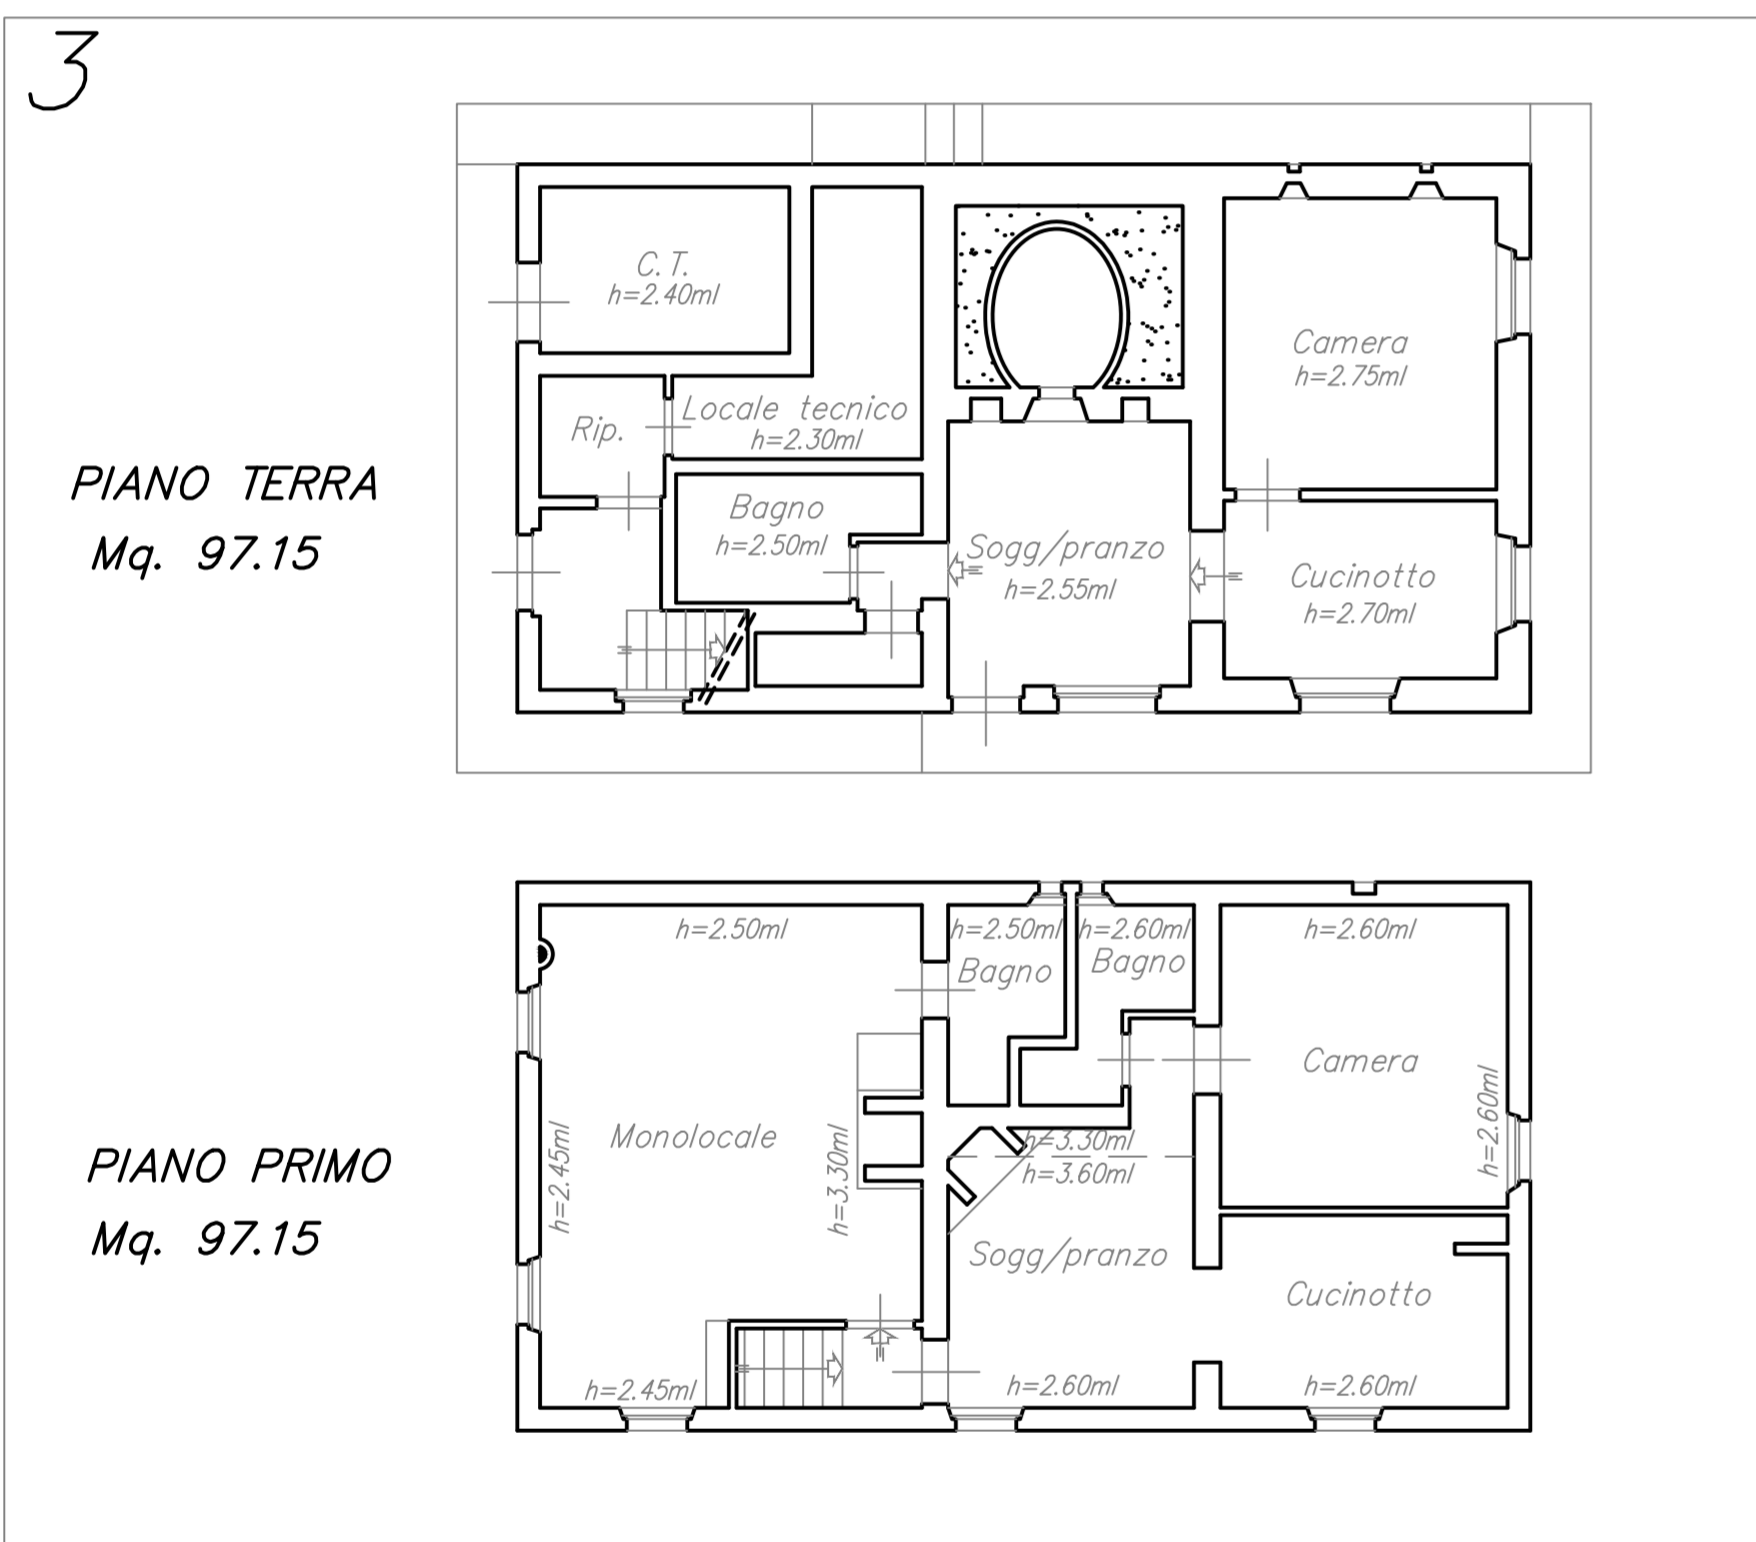 3
PIANO TERRA
Mq. 97.15
C.T.
h=2.40ml
Rip.
Locale tecnico
h=2.30ml
Bagno
h=2.50ml
Sogg/pranzo
h=2.55ml
Camera
h=2.75ml
Cucinotto
h=2.70ml
PIANO PRIMO
Mq. 97.15
h=2.50ml
Monolocale
h=2.45ml
h=3.30ml
h=2.45ml
h=2.50ml
Bagno
h=2.60ml
Bagno
h=3.30ml
h=3.60ml
Sogg/pranzo
h=2.60ml
h=2.60ml
Camera
h=2.60ml
Cucinotto
h=2.60ml